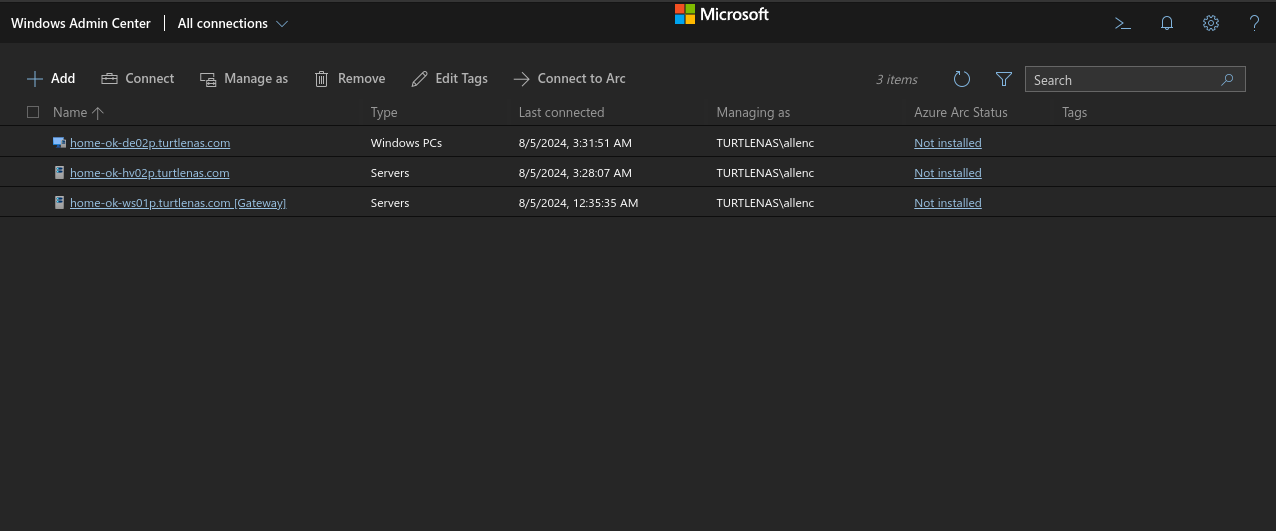 Windows Admin Center All connections Microsoft
Add Connect Manage as Remove Edit Tags Connect to Arc 3 items Search
Name Type Last connected Managing as Azure Arc Status Tags
home-ok-de02p.turtlenas.com Windows PCs 8/5/2024, 3:31:51 AM TURTLENAS\allenc Not installed
home-ok-hv02p.turtlenas.com Servers 8/5/2024, 3:28:07 AM TURTLENAS\allenc Not installed
home-ok-ws01p.turtlenas.com [Gateway] Servers 8/5/2024, 12:35:35 AM TURTLENAS\allenc Not installed